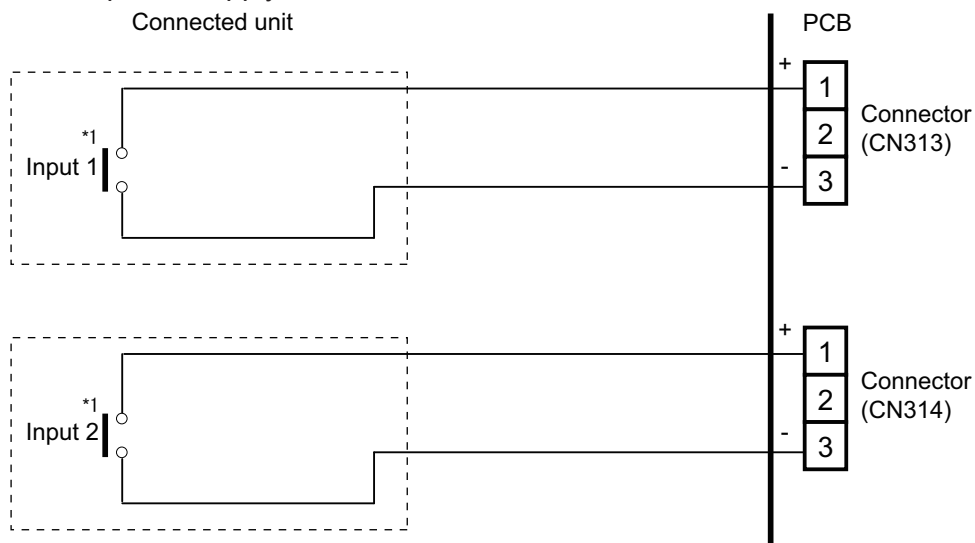 Connected unit
PCB
+
1
*1
Input 1
2
Connector
(CN313)
-
3
+
1
*1
Input 2
2
Connector
(CN314)
-
3